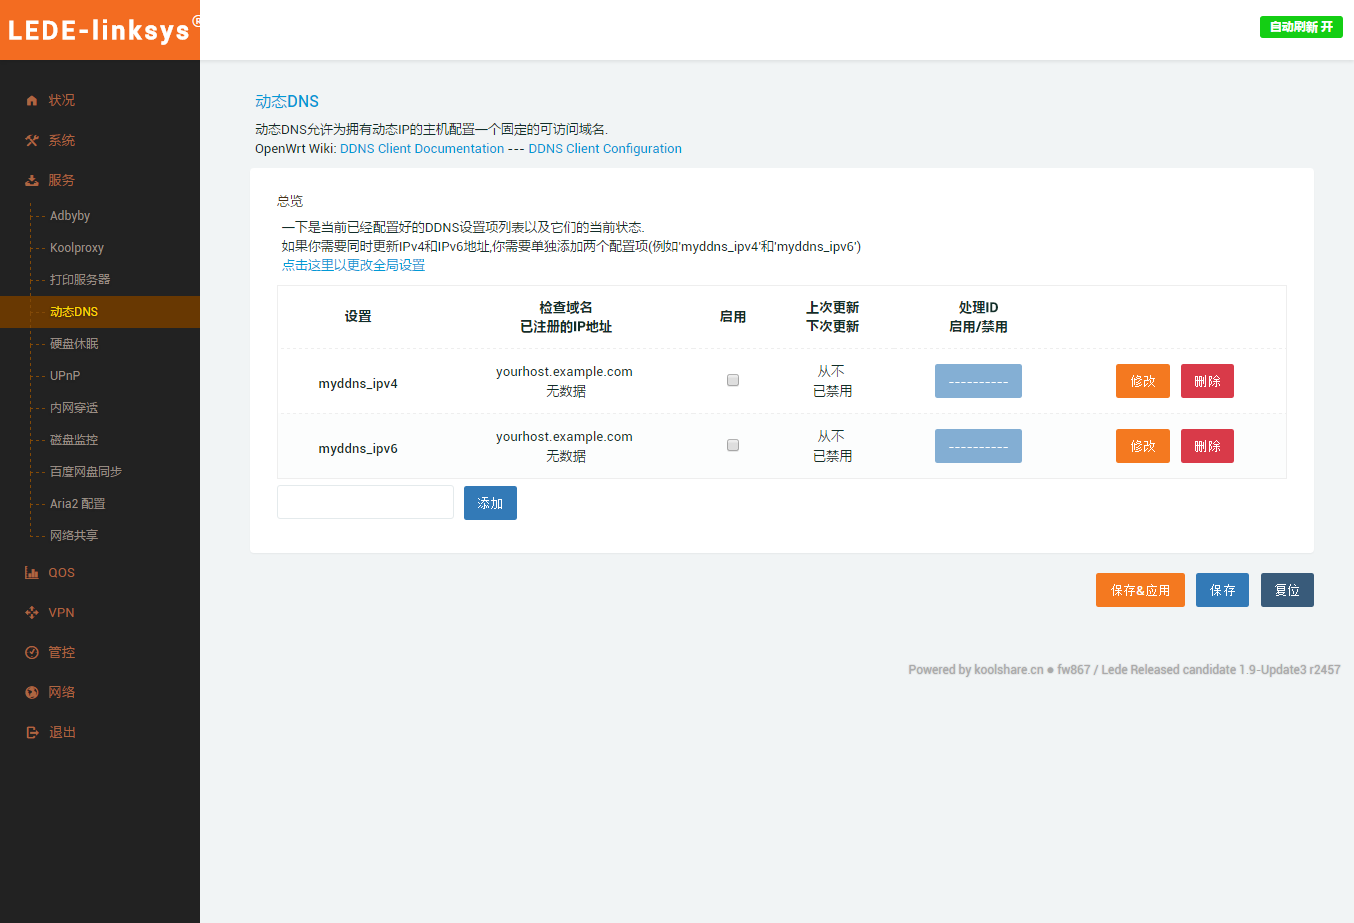 LEDE-linksys®
自动刷新 开
状况
系统
服务
Adbyby
Koolproxy
打印服务器
动态DNS
硬盘休眠
UPnP
内网穿透
磁盘监控
百度网盘同步
Aria2 配置
网络共享
QOS
VPN
管控
网络
退出
动态DNS
动态DNS允许为拥有动态IP的主机配置一个固定的可访问域名.
OpenWrt Wiki: DDNS Client Documentation --- DDNS Client Configuration
总览
一下是当前已经配置好的DDNS设置项列表以及它们的当前状态.
如果你需要同时更新IPv4和IPv6地址,你需要单独添加两个配置项(例如'myddns_ipv4'和'myddns_ipv6')
点击这里以更改全局设置
设置
检查域名
已注册的IP地址
启用
上次更新
下次更新
处理ID
启用/禁用
myddns_ipv4
yourhost.example.com
无数据
从不
已禁用
----------
修改
删除
myddns_ipv6
yourhost.example.com
无数据
从不
已禁用
----------
修改
删除
添加
保存&应用
保存
复位
Powered by koolshare.cn ● fw867 / Lede Released candidate 1.9-Update3 r2457